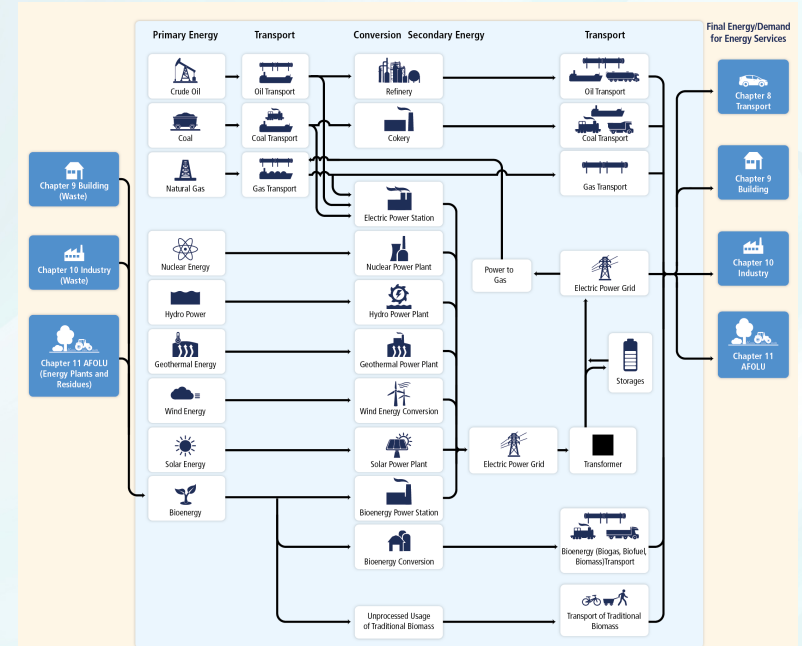 Primary Energy
Transport
Conversion Secondary Energy
Transport
Final Energy/Demand
for Energy Services
Crude Oil
Oil Transport
Refinery
Oil Transport
Chapter 8
Transport
Coal
Coal Transport
Cokery
Coal Transport
Chapter 9 Building
(Waste)
Natural Gas
Gas Transport
Gas Transport
Chapter 9
Building
Electric Power Station
Chapter 10 Industry
(Waste)
Nuclear Energy
Nuclear Power Plant
Power to
Gas
Electric Power Grid
Chapter 10
Industry
Hydro Power
Hydro Power Plant
Chapter 11 AFOLU
(Energy Plants and
Residues)
Geothermal Energy
Geothermal Power Plant
Storages
Chapter 11
AFOLU
Wind Energy
Wind Energy Conversion
Solar Energy
Solar Power Plant
Electric Power Grid
Transformer
Bioenergy
Bioenergy Power Station
Bioenergy Conversion
Bioenergy (Biogas, Biofuel,
Biomass)Transport
Unprocessed Usage
of Traditional Biomass
Transport of Traditional
Biomass